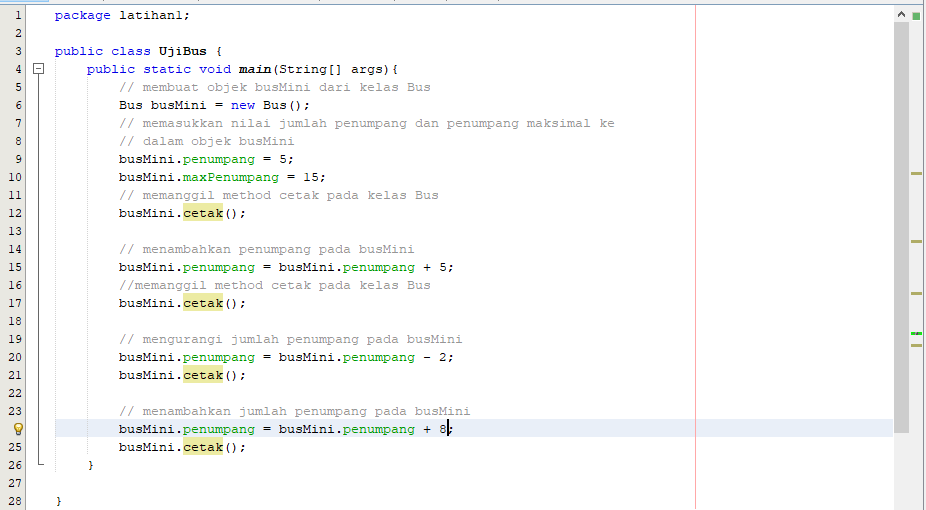 1 package latihan1;
2
3 public class UjiBus {
4 public static void main(String[] args){
5 // membuat objek busMini dari kelas Bus
6 Bus busMini = new Bus();
7 // memasukkan nilai jumlah penumpang dan penumpang maksimal ke
8 // dalam objek busMini
9 busMini.penumpang = 5;
10 busMini.maxPenumpang = 15;
11 // memanggil method cetak pada kelas Bus
12 busMini.cetak();
13
14 // menambahkan penumpang pada busMini
15 busMini.penumpang = busMini.penumpang + 5;
16 //memanggil method cetak pada kelas Bus
17 busMini.cetak();
18
19 // mengurangi jumlah penumpang pada busMini
20 busMini.penumpang = busMini.penumpang - 2;
21 busMini.cetak();
22
23 // menambahkan jumlah penumpang pada busMini
busMini.penumpang = busMini.penumpang + 8;
25 busMini.cetak();
26 }
27
28 }